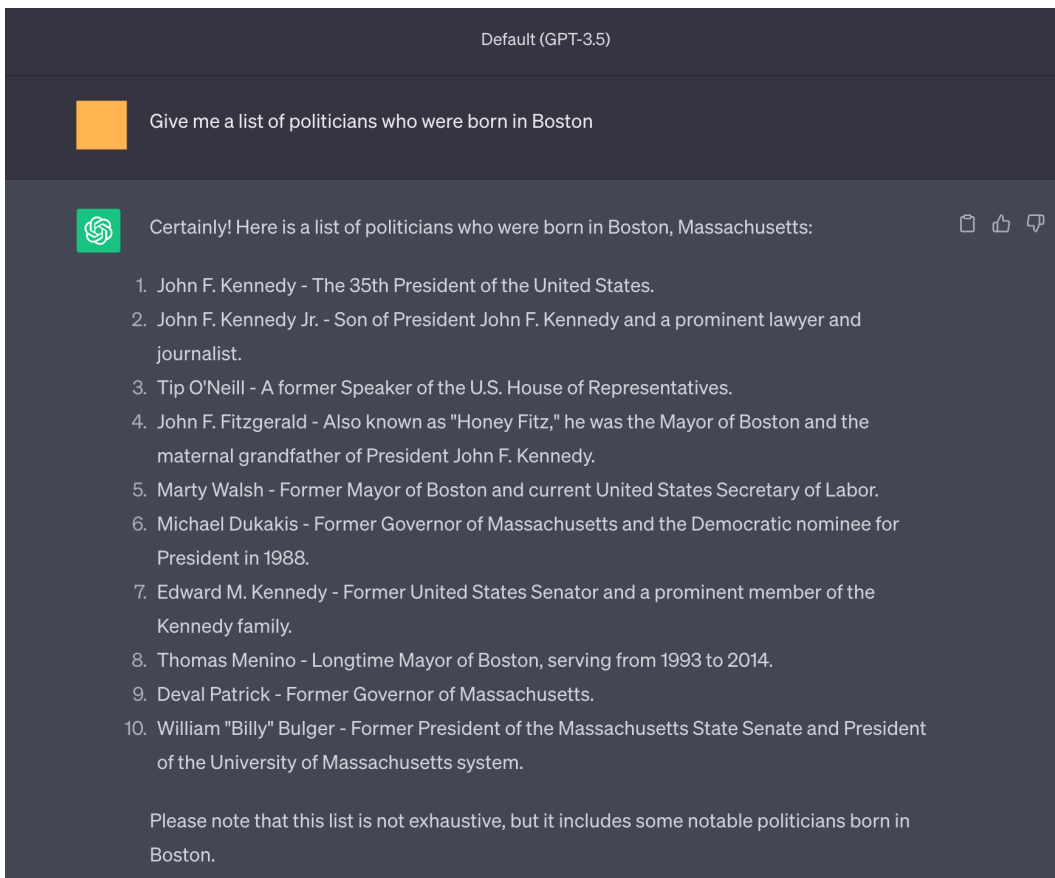 Default (GPT-3.5)
Give me a list of politicians who were born in Boston
Certainly! Here is a list of politicians who were born in Boston, Massachusetts:
1. John F. Kennedy - The 35th President of the United States.
2. John F. Kennedy Jr. - Son of President John F. Kennedy and a prominent lawyer and
journalist.
3. Tip O'Neill - A former Speaker of the U.S. House of Representatives.
4. John F. Fitzgerald - Also known as "Honey Fitz," he was the Mayor of Boston and the
maternal grandfather of President John F. Kennedy.
5. Marty Walsh - Former Mayor of Boston and current United States Secretary of Labor.
6. Michael Dukakis - Former Governor of Massachusetts and the Democratic nominee for
President in 1988.
7. Edward M. Kennedy - Former United States Senator and a prominent member of the
Kennedy family.
8. Thomas Menino - Longtime Mayor of Boston, serving from 1993 to 2014.
9. Deval Patrick - Former Governor of Massachusetts.
10. William "Billy" Bulger - Former President of the Massachusetts State Senate and President
of the University of Massachusetts system.
Please note that this list is not exhaustive, but it includes some notable politicians born in
Boston.